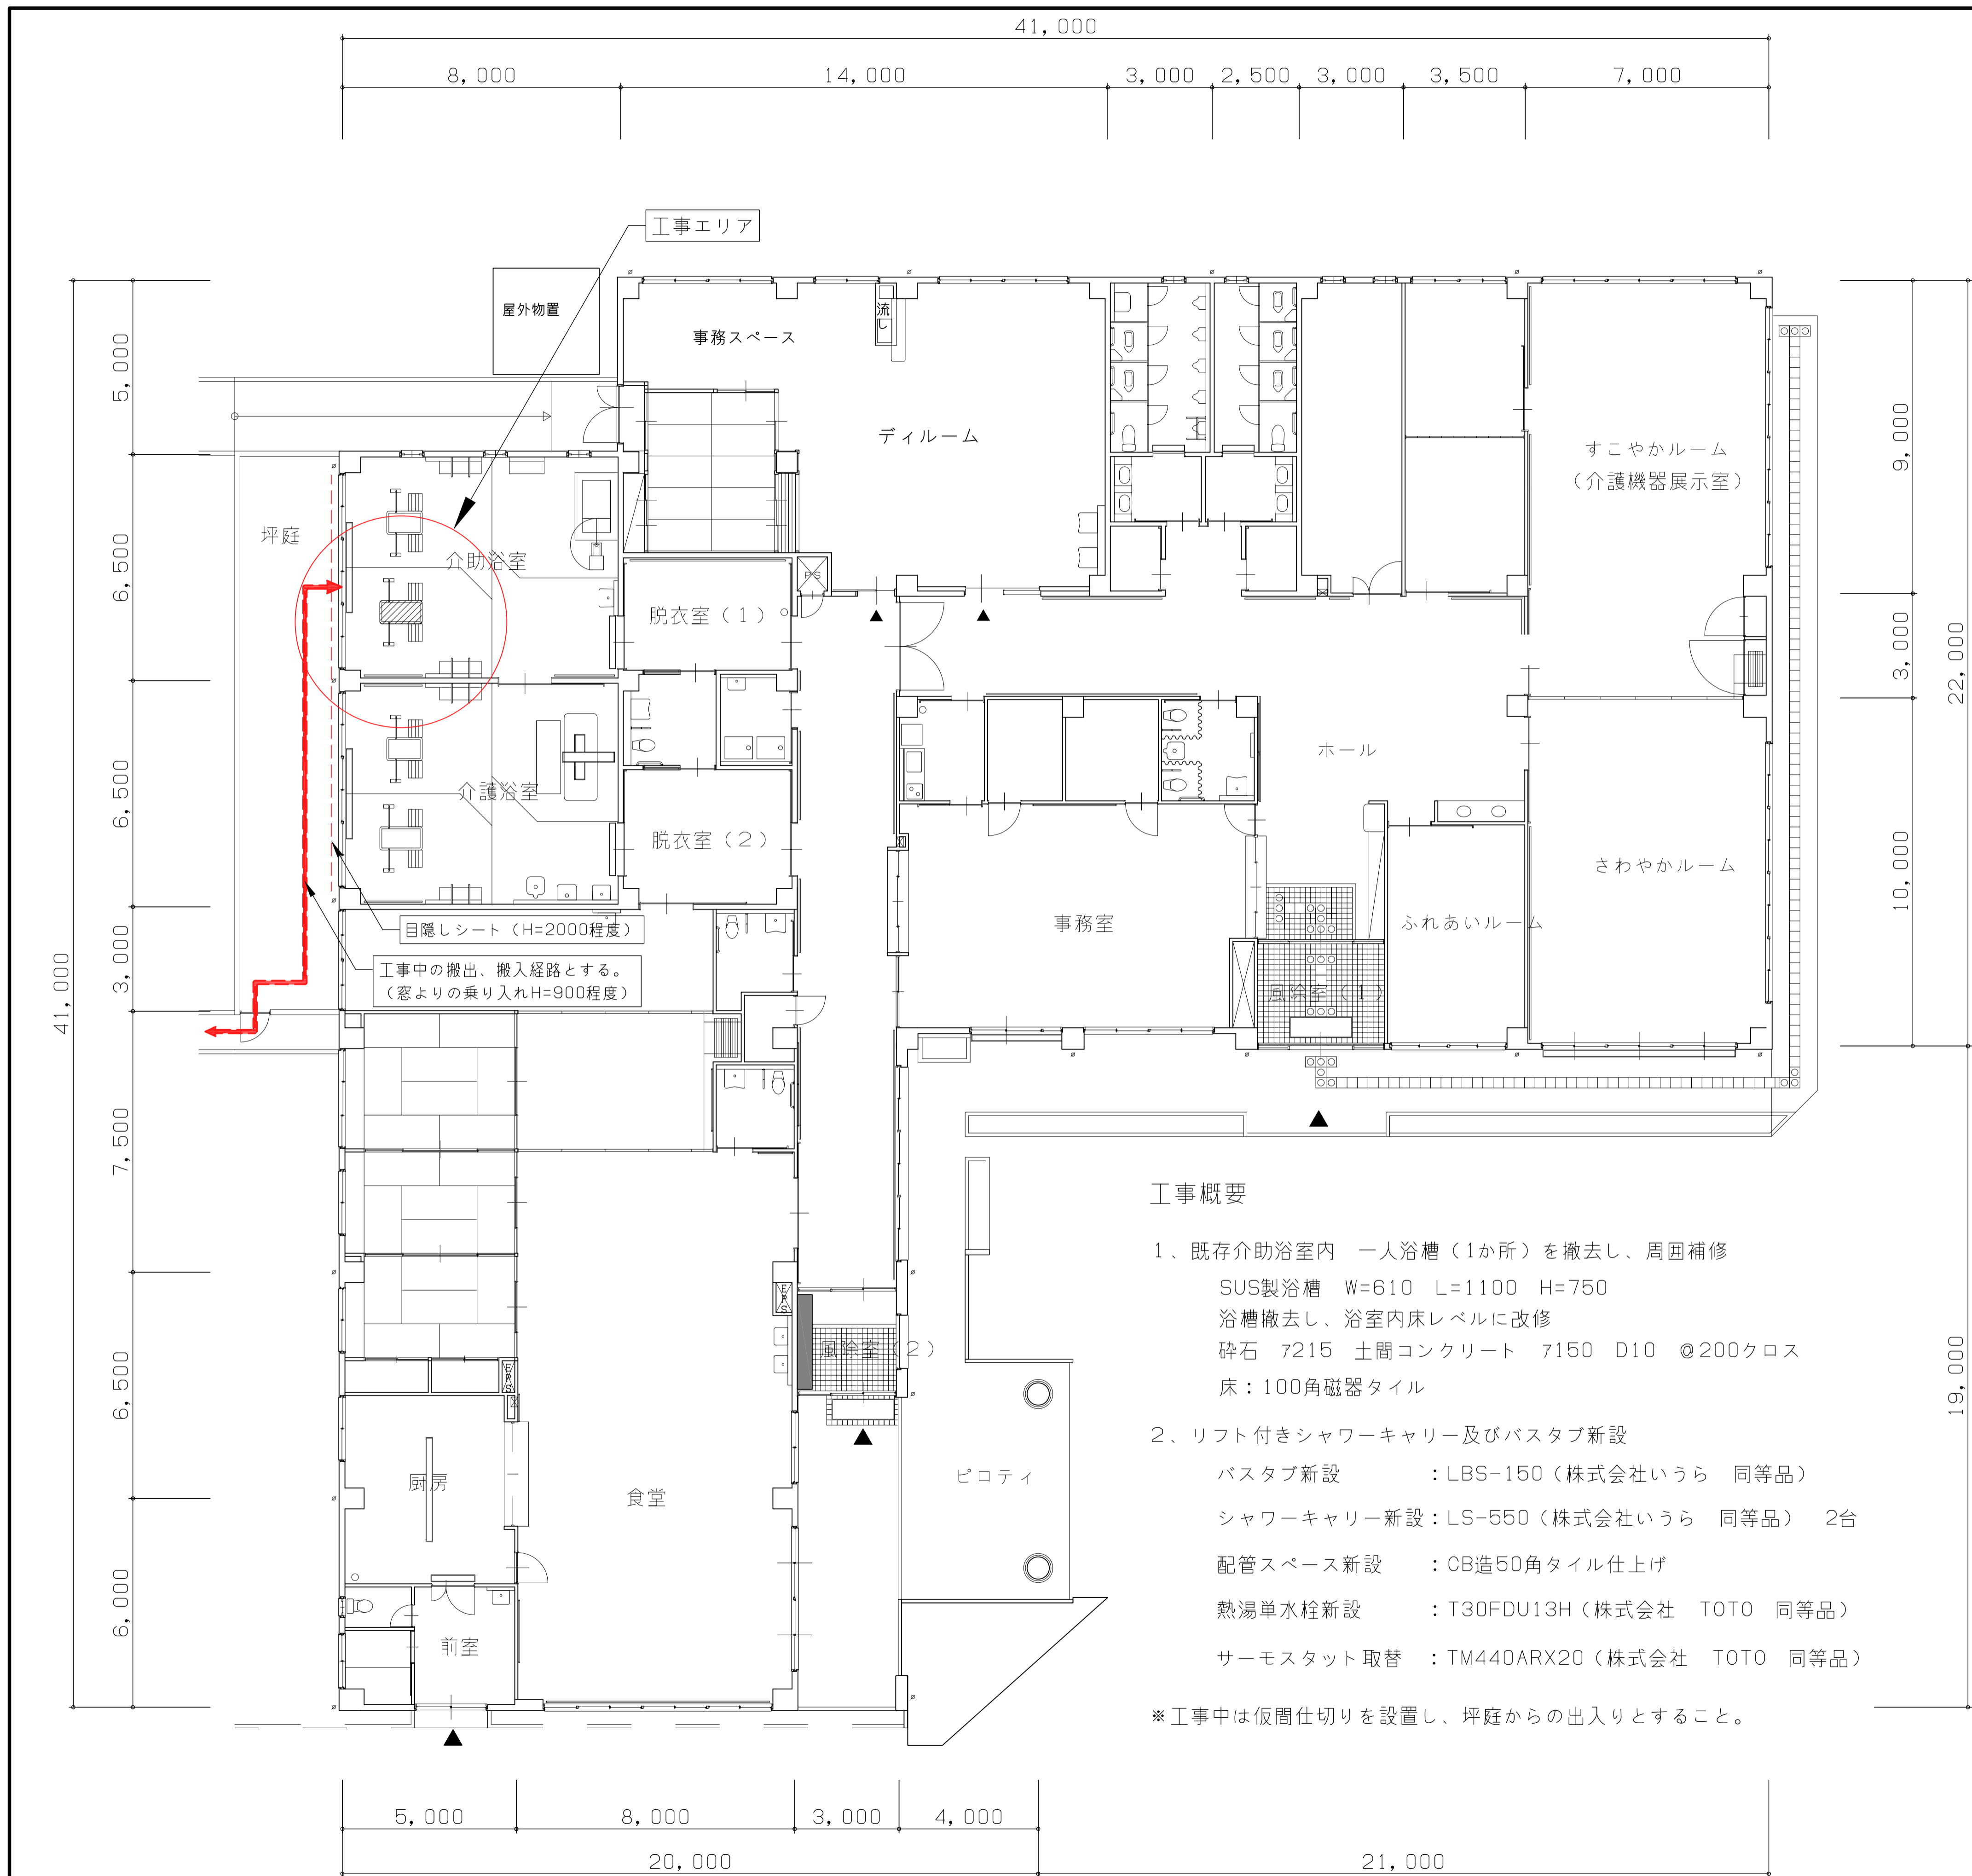 41,000
8,000 14,000 3,000 2,500 3,000 3,500 7,000
工事エリア
屋外物置
流し
事務スペース
5,000
ディルーム
すこやかルーム
（介護機器展示室）
9,000
坪庭
介助浴室
6,500
PS
脱衣室（１）
3,000
22,000
ホール
介護浴室
6,500
脱衣室（２）
さわやかルーム
10,000
事務室
ふれあいルーム
目隠しシート（H=2000程度）
工事中の搬出、搬入経路とする。
（窓よりの乗り入れH=900程度）
3,000
41,000
風除室（１）
7,500
工事概要
１、既存介助浴室内　一人浴槽（1か所）を撤去し、周囲補修
SUS製浴槽　W=610　L=1100　H=750
浴槽撤去し、浴室内床レベルに改修
砕石　ｱ215　土間コンクリート　ｱ150　D10　@200クロス
床：100角磁器タイル
EPS
風除室（２）
EPS
6,500
19,000
２、リフト付きシャワーキャリー及びバスタブ新設
バスタブ新設　：LBS-150（株式会社いうら　同等品）
シャワーキャリー新設：LS-550（株式会社いうら　同等品）　2台
配管スペース新設　：CB造50角タイル仕上げ
熱湯単水栓新設　：T30FDU13H（株式会社　TOTO　同等品）
サーモスタット取替　：TM440ARX20（株式会社　TOTO　同等品）
※工事中は仮間仕切りを設置し、坪庭からの出入りとすること。
厨房
食堂
ピロティ
6,000
前室
5,000 8,000 3,000 4,000
20,000 21,000